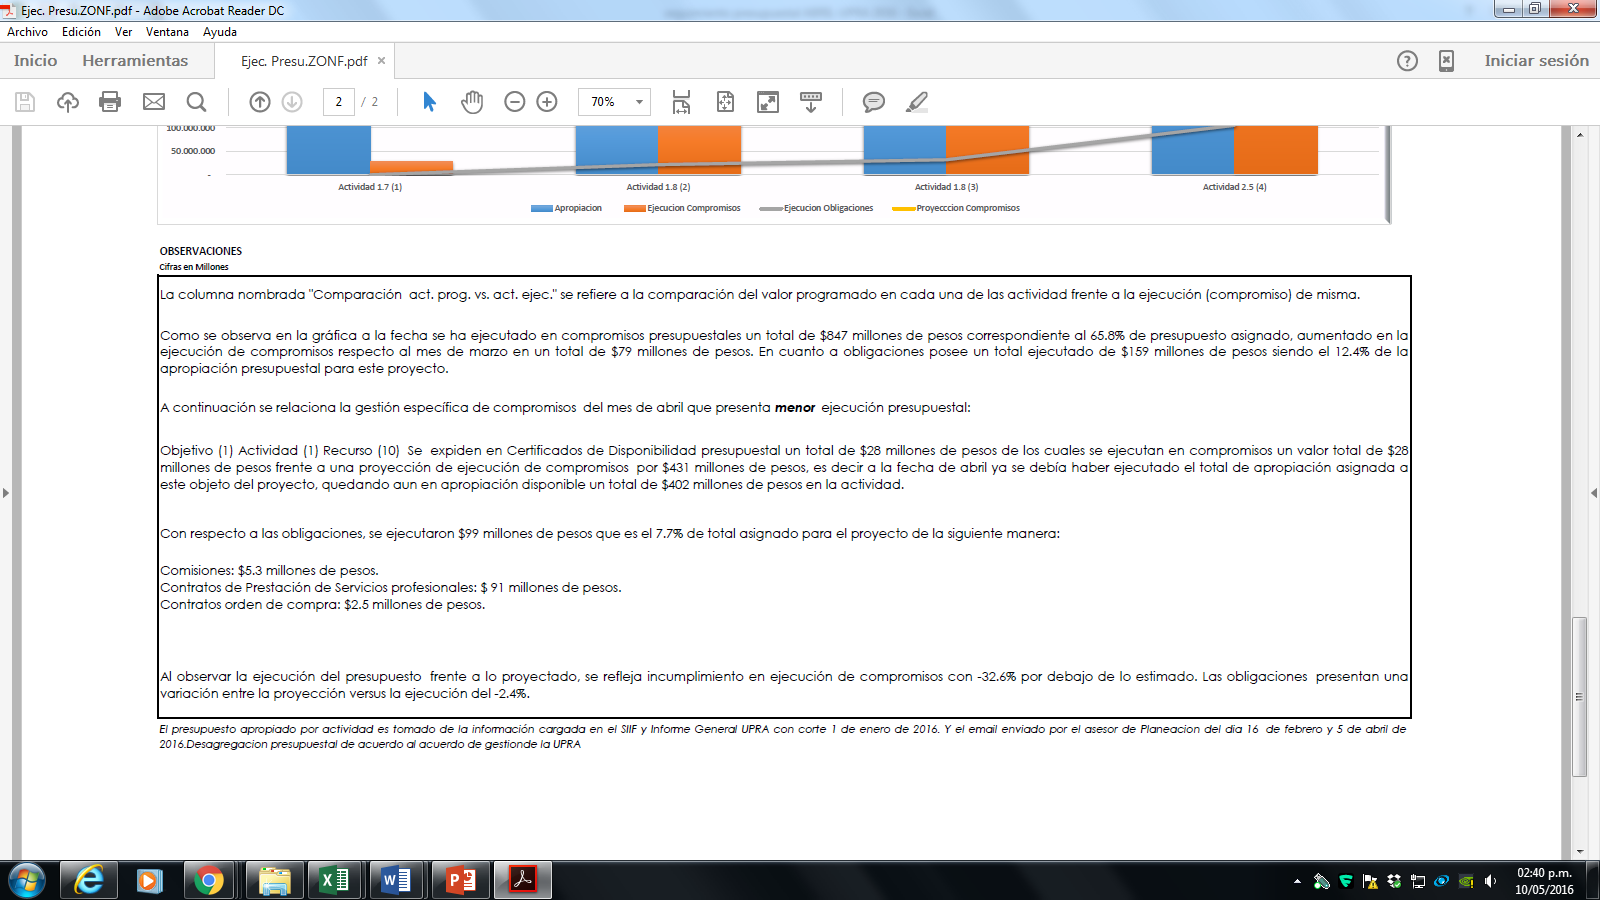 Ejec. Presu.ZONF.pdf - Adobe Acrobat Reader DC
Archivo Edición Ver Ventana Ayuda
Inicio Herramientas Ejec. Presu.ZONF.pdf × Iniciar sesión
2 / 2 70%
100.000.000
50.000.000
-
Actividad 1.7 (1) Actividad 1.8 (2) Actividad 1.8 (3) Actividad 2.5 (4)
Apropiacion Ejecucion Compromisos Ejecucion Obligaciones Proyecccion Compromisos
OBSERVACIONES
Cifras en Millones
La columna nombrada "Comparación act. prog. vs. act. ejec." se refiere a la comparación del valor programado en cada una de las actividad frente a la ejecución (compromiso) de misma.
Como se observa en la gráfica a la fecha se ha ejecutado en compromisos presupuestales un total de $847 millones de pesos correspondiente al 65.8% de presupuesto asignado, aumentado en la
ejecución de compromisos respecto al mes de marzo en un total de $79 millones de pesos. En cuanto a obligaciones posee un total ejecutado de $159 millones de pesos siendo el 12.4% de la
apropiación presupuestal para este proyecto.
A continuación se relaciona la gestión específica de compromisos del mes de abril que presenta menor ejecución presupuestal:
Objetivo (1) Actividad (1) Recurso (10) Se expiden en Certificados de Disponibilidad presupuestal un total de $28 millones de pesos de los cuales se ejecutan en compromisos un valor total de $28
millones de pesos frente a una proyección de ejecución de compromisos por $431 millones de pesos, es decir a la fecha de abril ya se debía haber ejecutado el total de apropiación asignada a
este objeto del proyecto, quedando aun en apropiación disponible un total de $402 millones de pesos en la actividad.
Con respecto a las obligaciones, se ejecutaron $99 millones de pesos que es el 7.7% de total asignado para el proyecto de la siguiente manera:
Comisiones: $5.3 millones de pesos.
Contratos de Prestación de Servicios profesionales: $ 91 millones de pesos.
Contratos orden de compra: $2.5 millones de pesos.
Al observar la ejecución del presupuesto frente a lo proyectado, se refleja incumplimiento en ejecución de compromisos con -32.6% por debajo de lo estimado. Las obligaciones presentan una
variación entre la proyección versus la ejecución del -2.4%.
El presupuesto apropiado por actividad es tomado de la información cargada en el SIIF y Informe General UPRA con corte 1 de enero de 2016. Y el email enviado por el asesor de Planeacion del dia 16 de febrero y 5 de abril de
2016.Desagregacion presupuestal de acuerdo al acuerdo de gestionde la UPRA
02:40 p.m.
10/05/2016